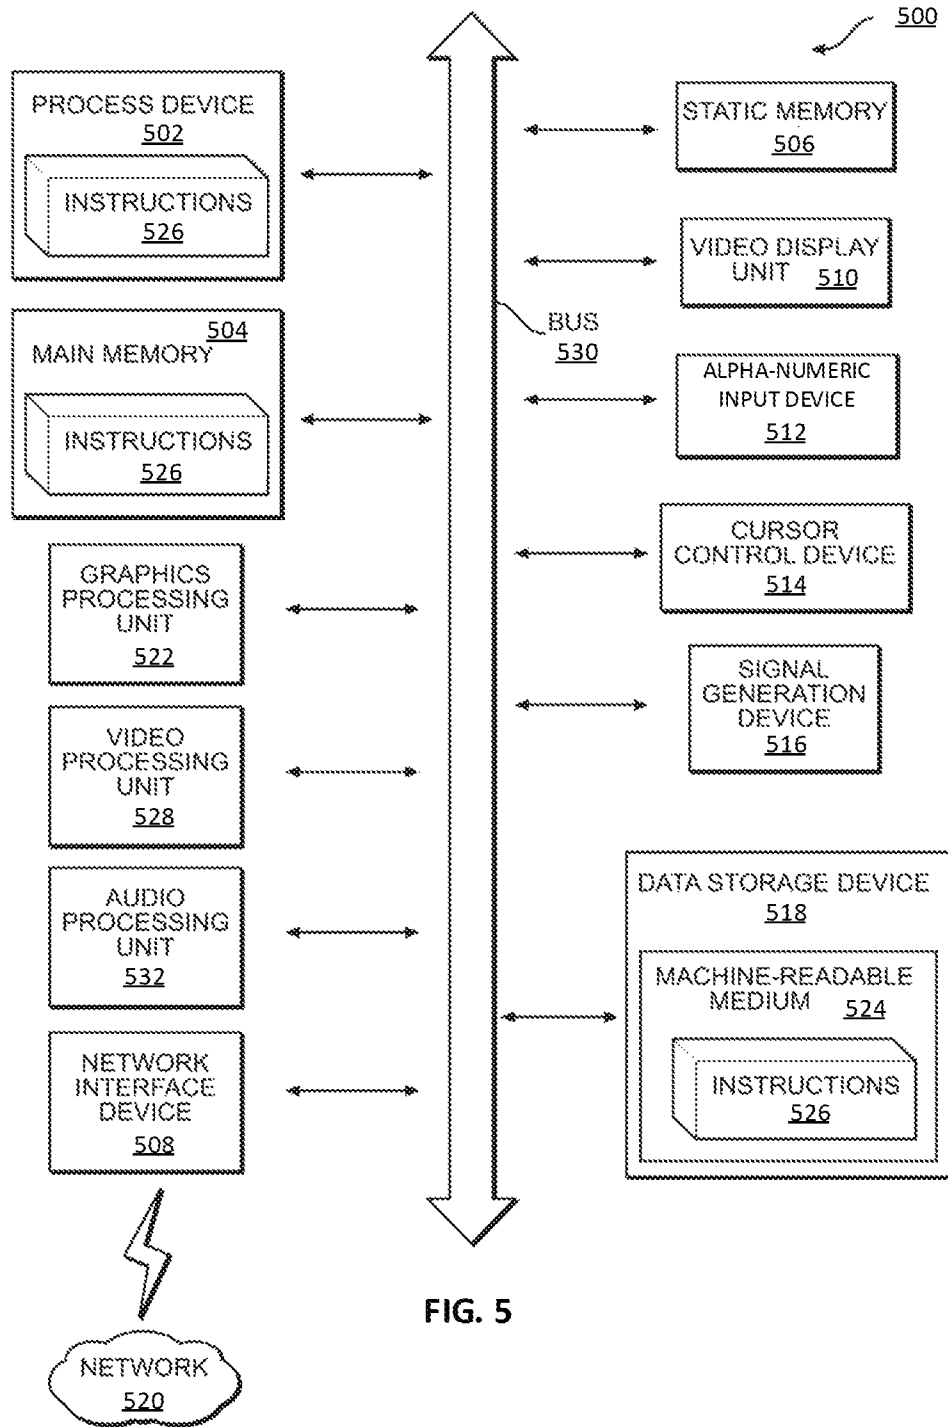 500
PROCESS DEVICE
502
INSTRUCTIONS
526
MAIN MEMORY
504
INSTRUCTIONS
526
GRAPHICS
PROCESSING
UNIT
522
VIDEO
PROCESSING
UNIT
528
AUDIO
PROCESSING
UNIT
532
NETWORK
INTERFACE
DEVICE
508
NETWORK
520
BUS
530
STATIC MEMORY
506
VIDEO DISPLAY
UNIT 510
ALPHA-NUMERIC
INPUT DEVICE
512
CURSOR
CONTROL DEVICE
514
SIGNAL
GENERATION
DEVICE
516
DATA STORAGE DEVICE
518
MACHINE-READABLE
MEDIUM 524
INSTRUCTIONS
526
FIG. 5